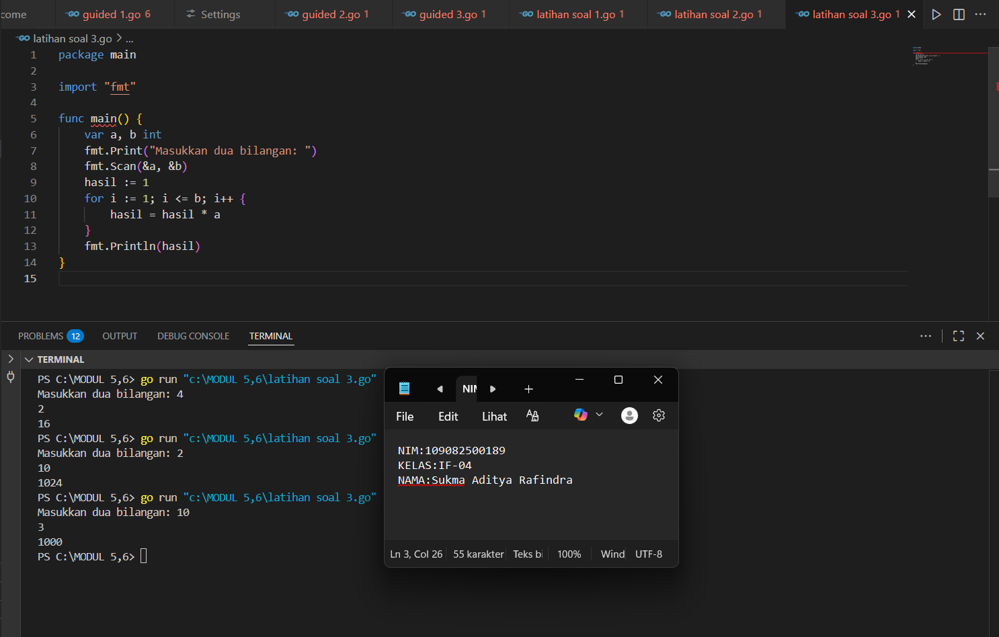 come
GO guided 1.go 6
Settings
GO guided 2.go 1
GO guided 3.go 1
GO latihan soal 1.go 1
GO latihan soal 2.go 1
GO latihan soal 3.go 1
GO latihan soal 3.go > ...
1 package main
2
3 import "fmt"
4
5 func main() {
6     var a, b int
7     fmt.Print("Masukkan dua bilangan: ")
8     fmt.Scan(&a, &b)
9     hasil := 1
10     for i := 1; i <= b; i++ {
11         hasil = hasil * a
12     }
13     fmt.Println(hasil)
14 }
15
PROBLEMS 12 OUTPUT DEBUG CONSOLE TERMINAL
TERMINAL
PS C:\MODUL 5,6> go run "c:\MODUL 5,6\latihan soal 3.go"
Masukkan dua bilangan: 4
2
16
PS C:\MODUL 5,6> go run "c:\MODUL 5,6\latihan soal 3.go"
Masukkan dua bilangan: 2
10
1024
PS C:\MODUL 5,6> go run "c:\MODUL 5,6\latihan soal 3.go"
Masukkan dua bilangan: 10
3
1000
PS C:\MODUL 5,6>
NIM
File Edit Lihat
NIM:109082500189
KELAS:IF-04
NAMA:Sukma Aditya Rafindra
Ln 3, Col 26 55 karakter Teks bi 100% Wind UTF-8